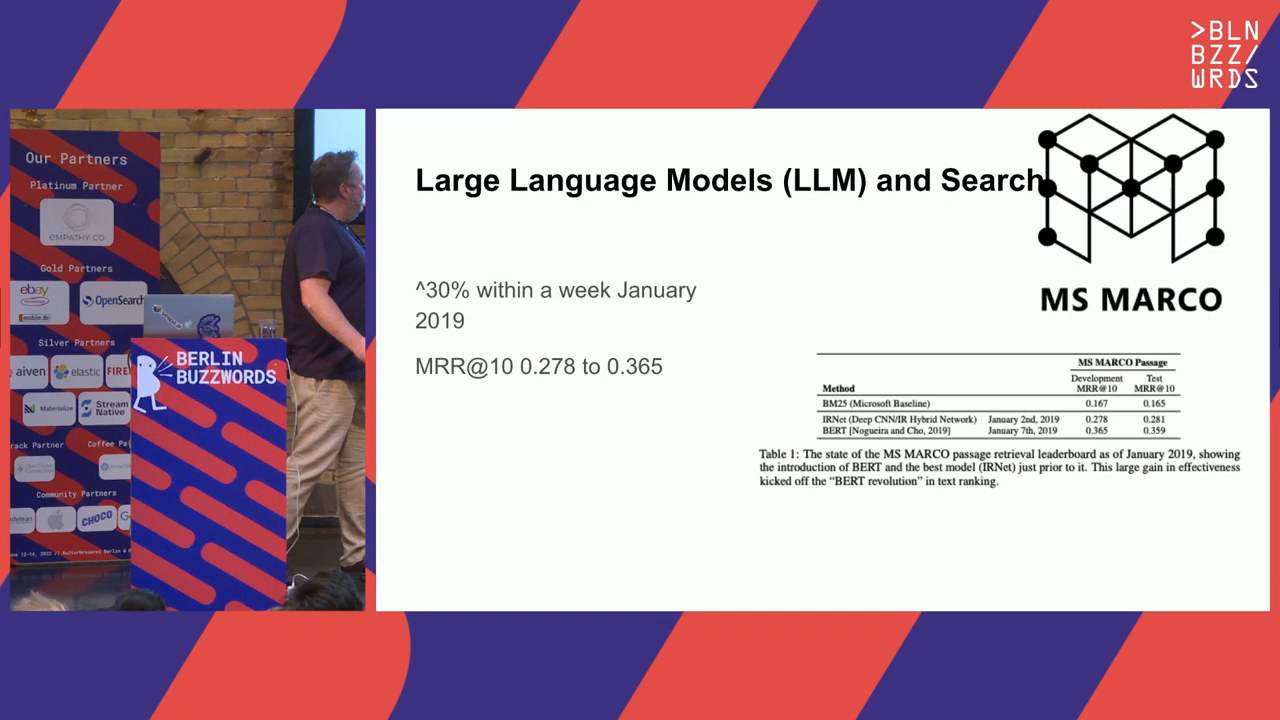 >BLN
BZZ/
WRDS
Our Partners
Platinum Partner
EMPATHY.CO
Gold Partners
ebay
mobile.de
OpenSearch
Silver Partners
aiven
elastic
FIRE
Materialize
Stream
Native
rack Partner
Coffee Pa
Community Partners
CHOCO
G
une 12-14, 2022 // Kulturbrauerei Berlin &
BERLIN
BUZZWORDS
Large Language Models (LLM) and Search
MS MARCO
^30% within a week January
2019
MRR@10 0.278 to 0.365
MS MARCO Passage
Development Test
Method MRR@10 MRR@10
BM25 (Microsoft Baseline) 0.167 0.165
IRNet (Deep CNN/IR Hybrid Network) January 2nd, 2019 0.278 0.281
BERT [Nogueira and Cho, 2019] January 7th, 2019 0.365 0.359
Table 1: The state of the MS MARCO passage retrieval leaderboard as of January 2019, showing
the introduction of BERT and the best model (IRNet) just prior to it. This large gain in effectiveness
kicked off the “BERT revolution” in text ranking.